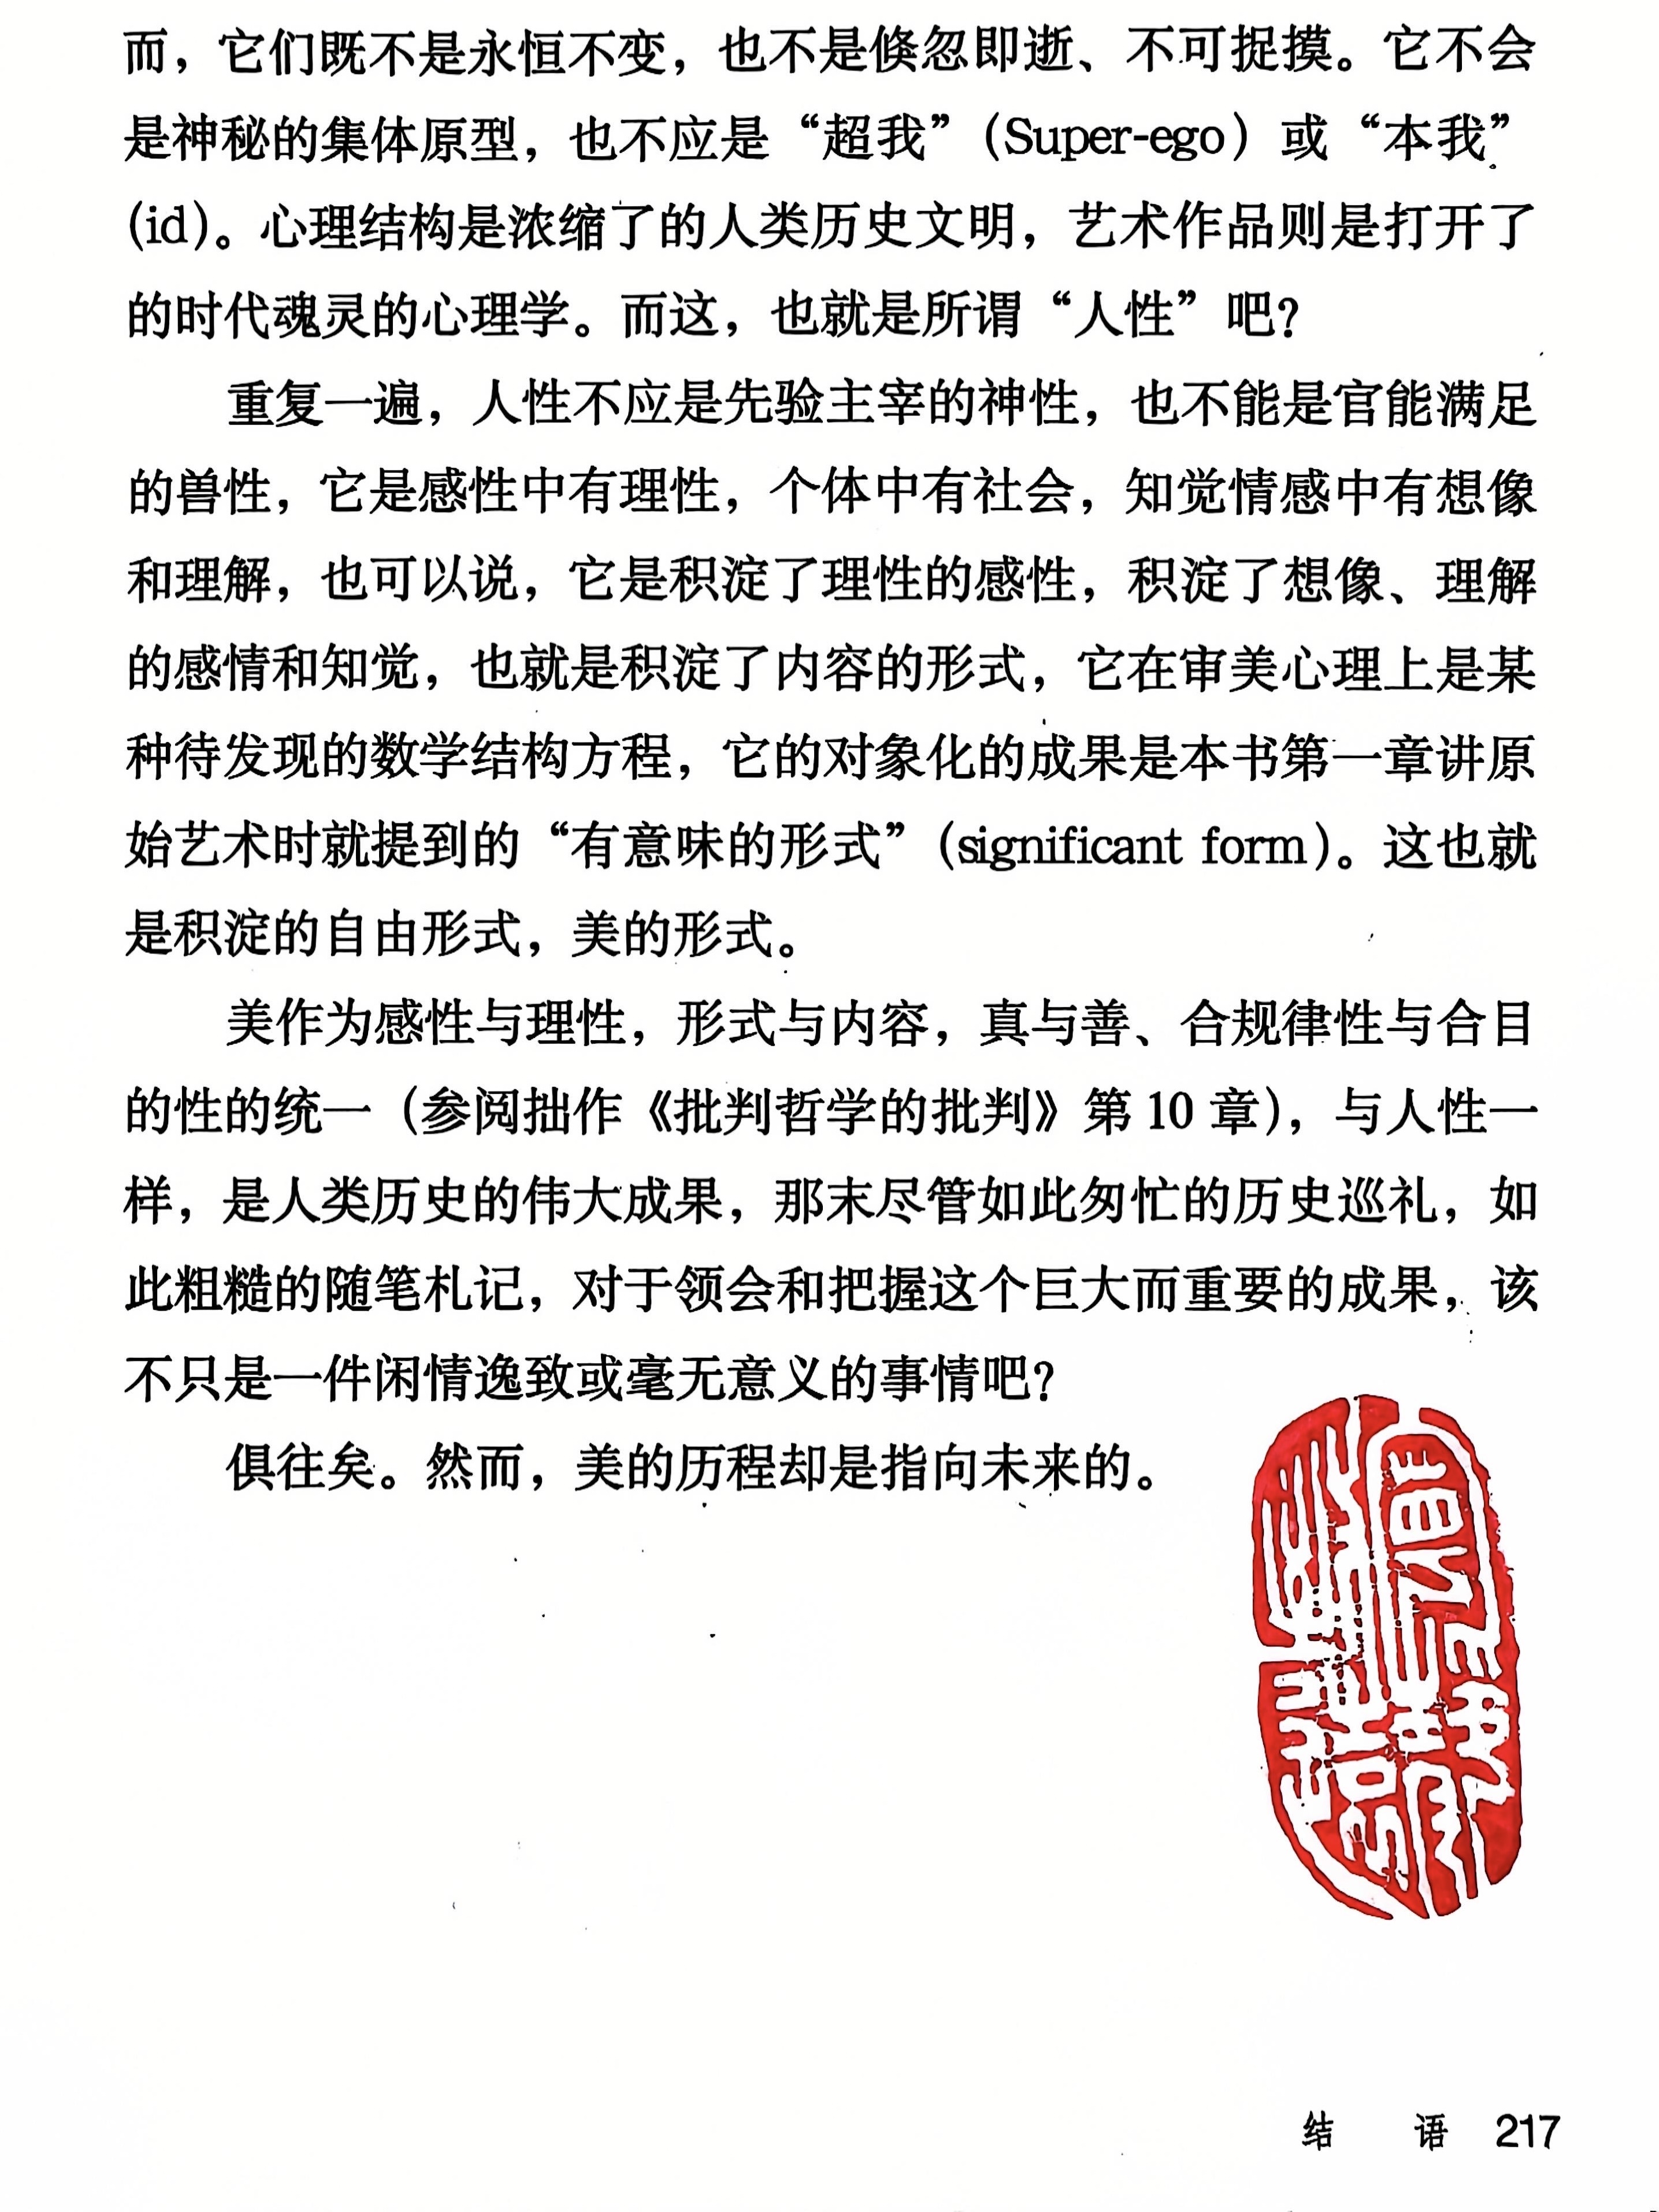 而，它们既不是永恒不变，也不是倏忽即逝、不可捉摸。它不会
是神秘的集体原型，也不应是“超我”（Super-ego）或“本我”
(id)。心理结构是浓缩了的人类历史文明，艺术作品则是打开了
的时代魂灵的心理学。而这，也就是所谓“人性”吧？
重复一遍，人性不应是先验主宰的神性，也不能是官能满足
的兽性，它是感性中有理性，个体中有社会，知觉情感中有想像
和理解，也可以说，它是积淀了理性的感性，积淀了想像、理解
的感情和知觉，也就是积淀了内容的形式，它在审美心理上是某
种待发现的数学结构方程，它的对象化的成果是本书第一章讲原
始艺术时就提到的“有意味的形式”（significant form）。这也就
是积淀的自由形式，美的形式。
美作为感性与理性，形式与内容，真与善、合规律性与合目
的性的统一（参阅拙作《批判哲学的批判》第 10 章），与人性一
样，是人类历史的伟大成果，那末尽管如此匆忙的历史巡礼，如
此粗糙的随笔札记，对于领会和把握这个巨大而重要的成果，该
不只是一件闲情逸致或毫无意义的事情吧？
俱往矣。然而，美的历程却是指向未来的。
结 语 217